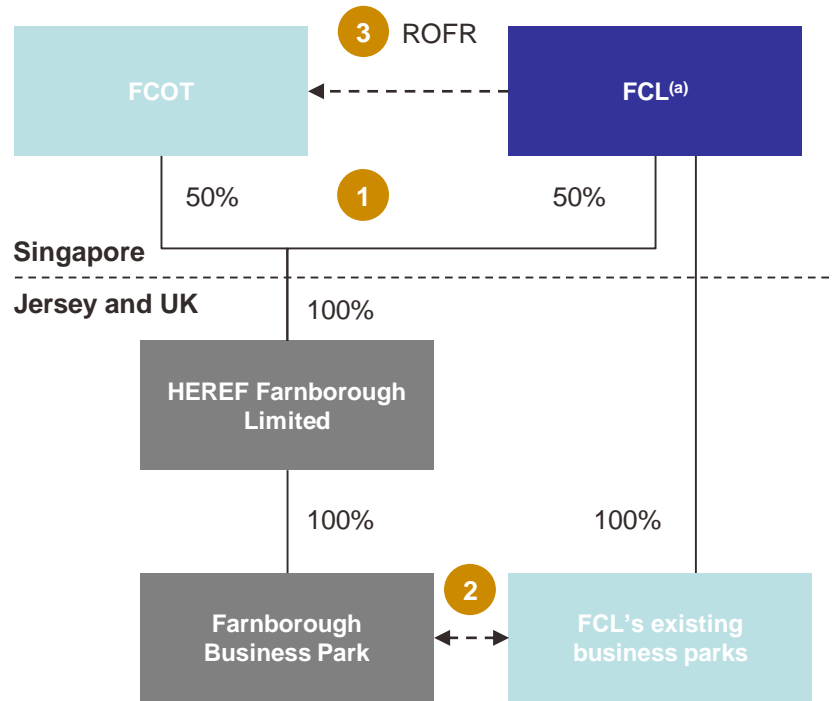 3 ROFR
FCOT
FCL(a)
50%
1
50%
Singapore
Jersey and UK
100%
HEREF Farnborough
Limited
100%
100%
2
Farnborough
Business Park
FCL's existing
business parks